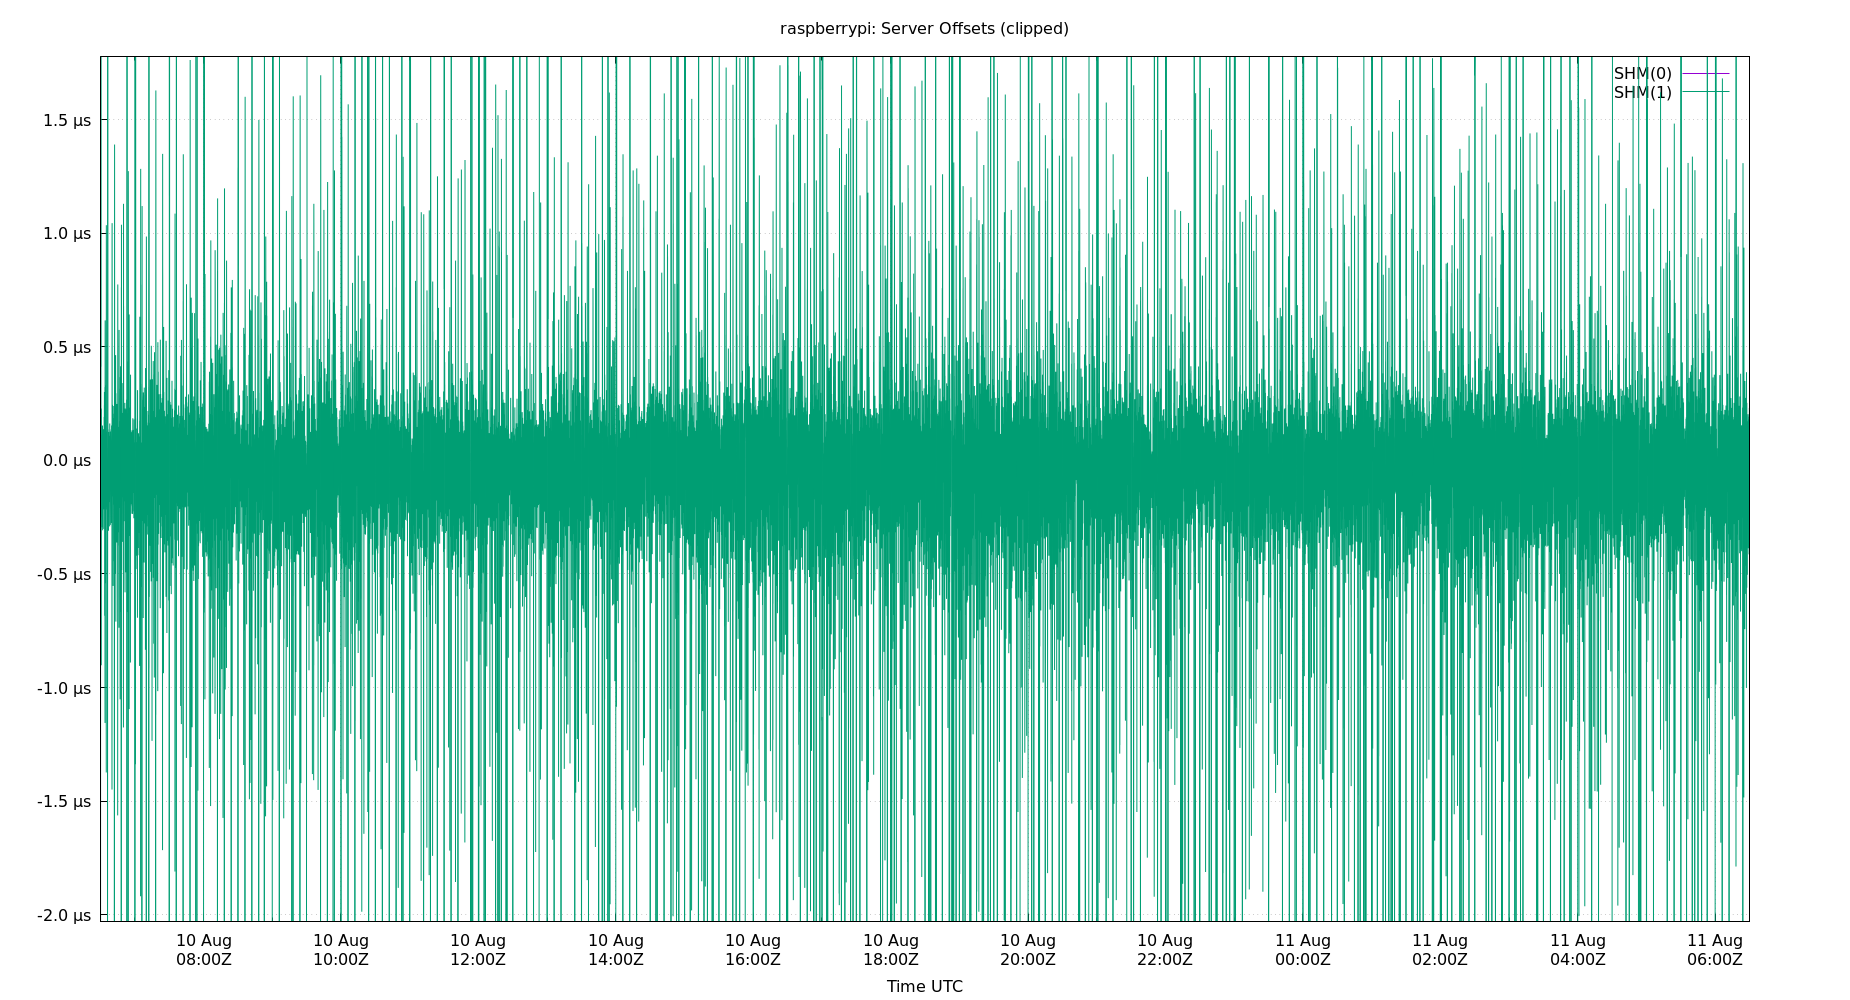 raspberrypi: Server Offsets (clipped)
SHM(0)
SHM(1)
1.5 µs
1.0 µs
0.5 µs
0.0 µs
-0.5 µs
-1.0 µs
-1.5 µs
-2.0 µs
10 Aug 10 Aug 10 Aug 10 Aug 10 Aug 10 Aug 10 Aug 10 Aug 11 Aug 11 Aug 11 Aug 11 Aug
08:00Z 10:00Z 12:00Z 14:00Z 16:00Z 18:00Z 20:00Z 22:00Z 00:00Z 02:00Z 04:00Z 06:00Z
Time UTC